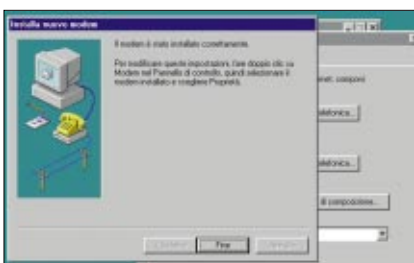 Installa nuovo modem
Il modem è stato installato correttamente.
Per modificare queste impostazioni, fare doppio clic su
Modem nel Pannello di controllo, quindi selezionare il
modem installato e scegliere Proprietà.
composi
telefonica...
telefonica...
di composizione...
Fine